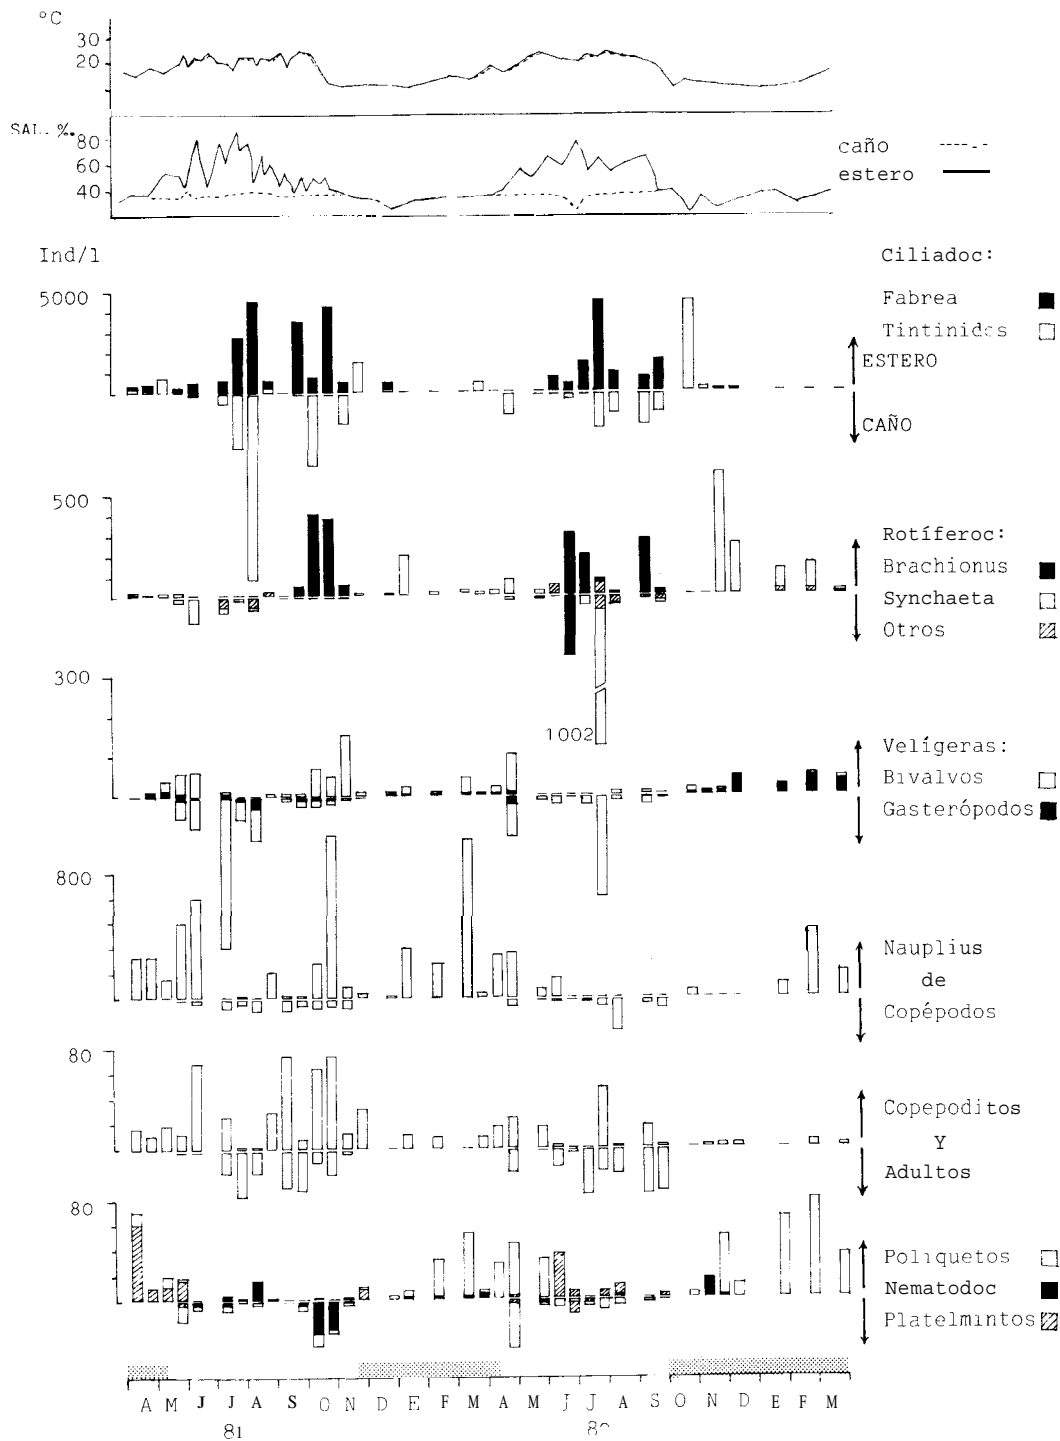 °C
30
20
SAL. ‰
80
60
40
caño
estero
Ind/l
5000
Ciliadoc:
Fabrea
Tintinidos
ESTERO
CAÑO
500
Rotíferoc:
Brachionus
Synchaeta
Otros
300
1002
Velígeras:
Bivalvos
Gasterópodos
800
Nauplius
de
Copépodos
80
Copepoditos
Y
Adultos
80
Poliquetos
Nematodoc
Platelmintos
A M J J A S O N D E F M A M J J A S O N D E F M
81